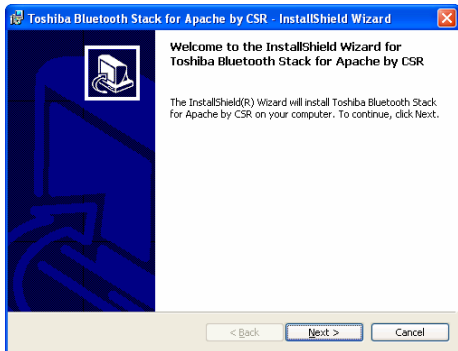 Toshiba Bluetooth Stack for Apache by CSR - InstallShield Wizard
Welcome to the InstallShield Wizard for
Toshiba Bluetooth Stack for Apache by CSR
The InstallShield(R) Wizard will install Toshiba Bluetooth Stack
for Apache by CSR on your computer. To continue, click Next.
< Back Next > Cancel